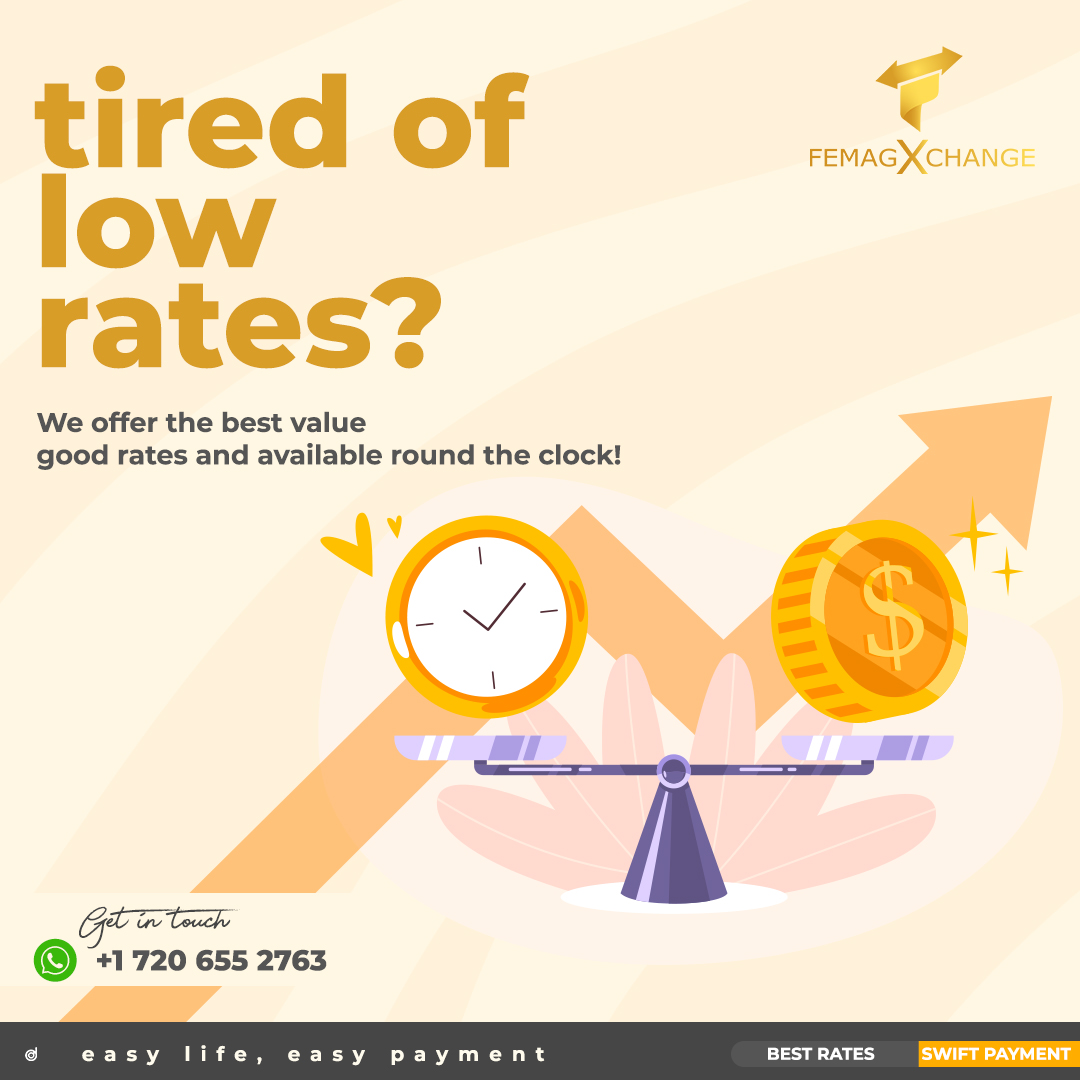 tired of
low
rates?
FEMAGXCHANGE
We offer the best value
good rates and available round the clock!
$
Get in touch
+1 720 655 2763
easy life, easy payment
BEST RATES
SWIFT PAYMENT